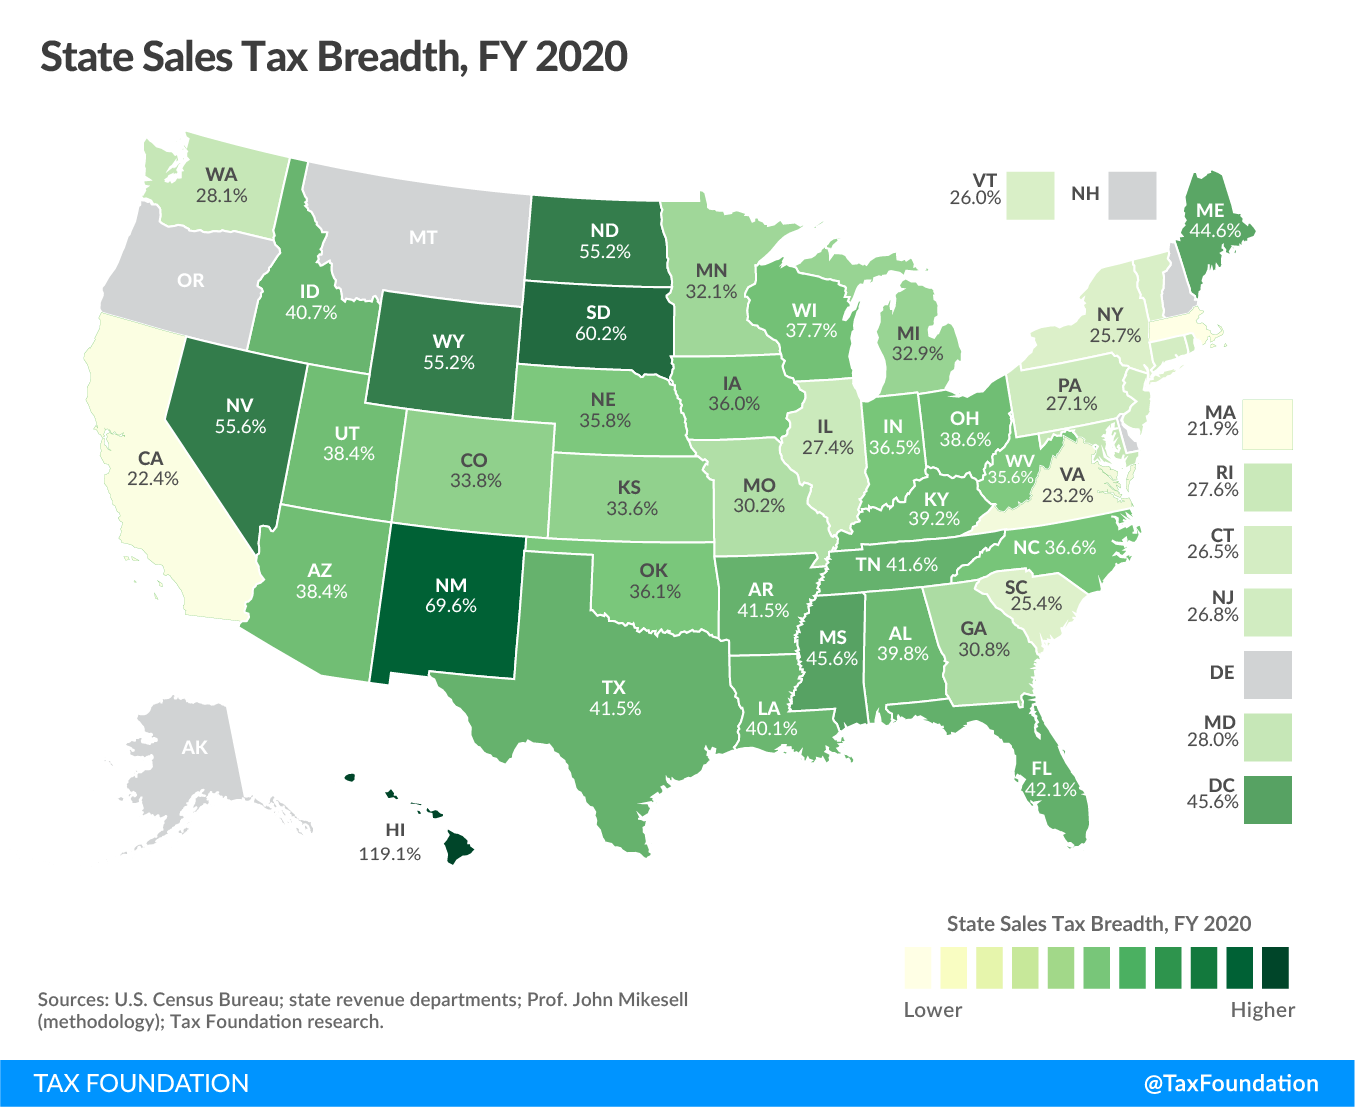 State Sales Tax Breadth, FY 2020
WA
28.1%
MT
ND
55.2%
MN
32.1%
VT
26.0%
NH
ME
44.6%
OR
ID
40.7%
WY
55.2%
SD
60.2%
WI
37.7%
MI
32.9%
NY
25.7%
NV
55.6%
UT
38.4%
CO
33.8%
NE
35.8%
IA
36.0%
IL
27.4%
IN
36.5%
OH
38.6%
PA
27.1%
MA
21.9%
CA
22.4%
KS
33.6%
MO
30.2%
KY
39.2%
WV
35.6%
VA
23.2%
RI
27.6%
AZ
38.4%
NM
69.6%
OK
36.1%
AR
41.5%
TN 41.6%
NC 36.6%
SC
25.4%
CT
26.5%
NJ
26.8%
TX
41.5%
LA
40.1%
MS
45.6%
AL
39.8%
GA
30.8%
DE
AK
HI
119.1%
FL
42.1%
MD
28.0%
DC
45.6%
State Sales Tax Breadth, FY 2020
Lower
Higher
Sources: U.S. Census Bureau; state revenue departments; Prof. John Mikesell
(methodology); Tax Foundation research.
TAX FOUNDATION
@TaxFoundation